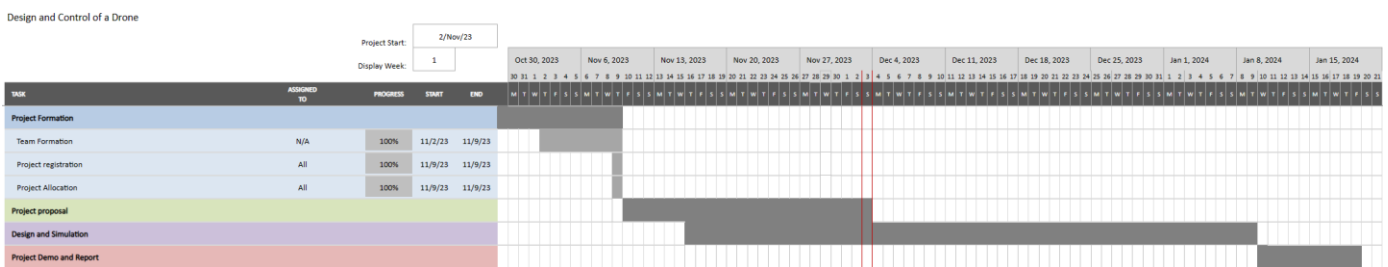 Design and Control of a Drone
Project Start: 2/Nov/23
Display Week: 1
Oct 30, 2023 Nov 6, 2023 Nov 13, 2023 Nov 20, 2023 Nov 27, 2023 Dec 4, 2023 Dec 11, 2023 Dec 18, 2023 Dec 25, 2023 Jan 1, 2024 Jan 8, 2024 Jan 15, 2024
30 31 1 2 3 4 5 6 7 8 9 10 11 12 13 14 15 16 17 18 19 20 21 22 23 24 25 26 27 28 29 30 1 2 3 4 5 6 7 8 9 10 11 12 13 14 15 16 17 18 19 20 21 22 23 24 25 26 27 28 29 30 31 1 2 3 4 5 6 7 8 9 10 11 12 13 14 15 16 17 18 19 20 21
TASK ASSIGNED TO PROGRESS START END M T W T F S S M T W T F S S M T W T F S S M T W T F S S M T W T F S S M T W T F S S M T W T F S S M T W T F S S M T W T F S S M T W T F S S M T W T F S S M T W T F S S
Project Formation
Team Formation N/A 100% 11/2/23 11/9/23
Project registration All 100% 11/9/23 11/9/23
Project Allocation All 100% 11/9/23 11/9/23
Project proposal
Design and Simulation
Project Demo and Report